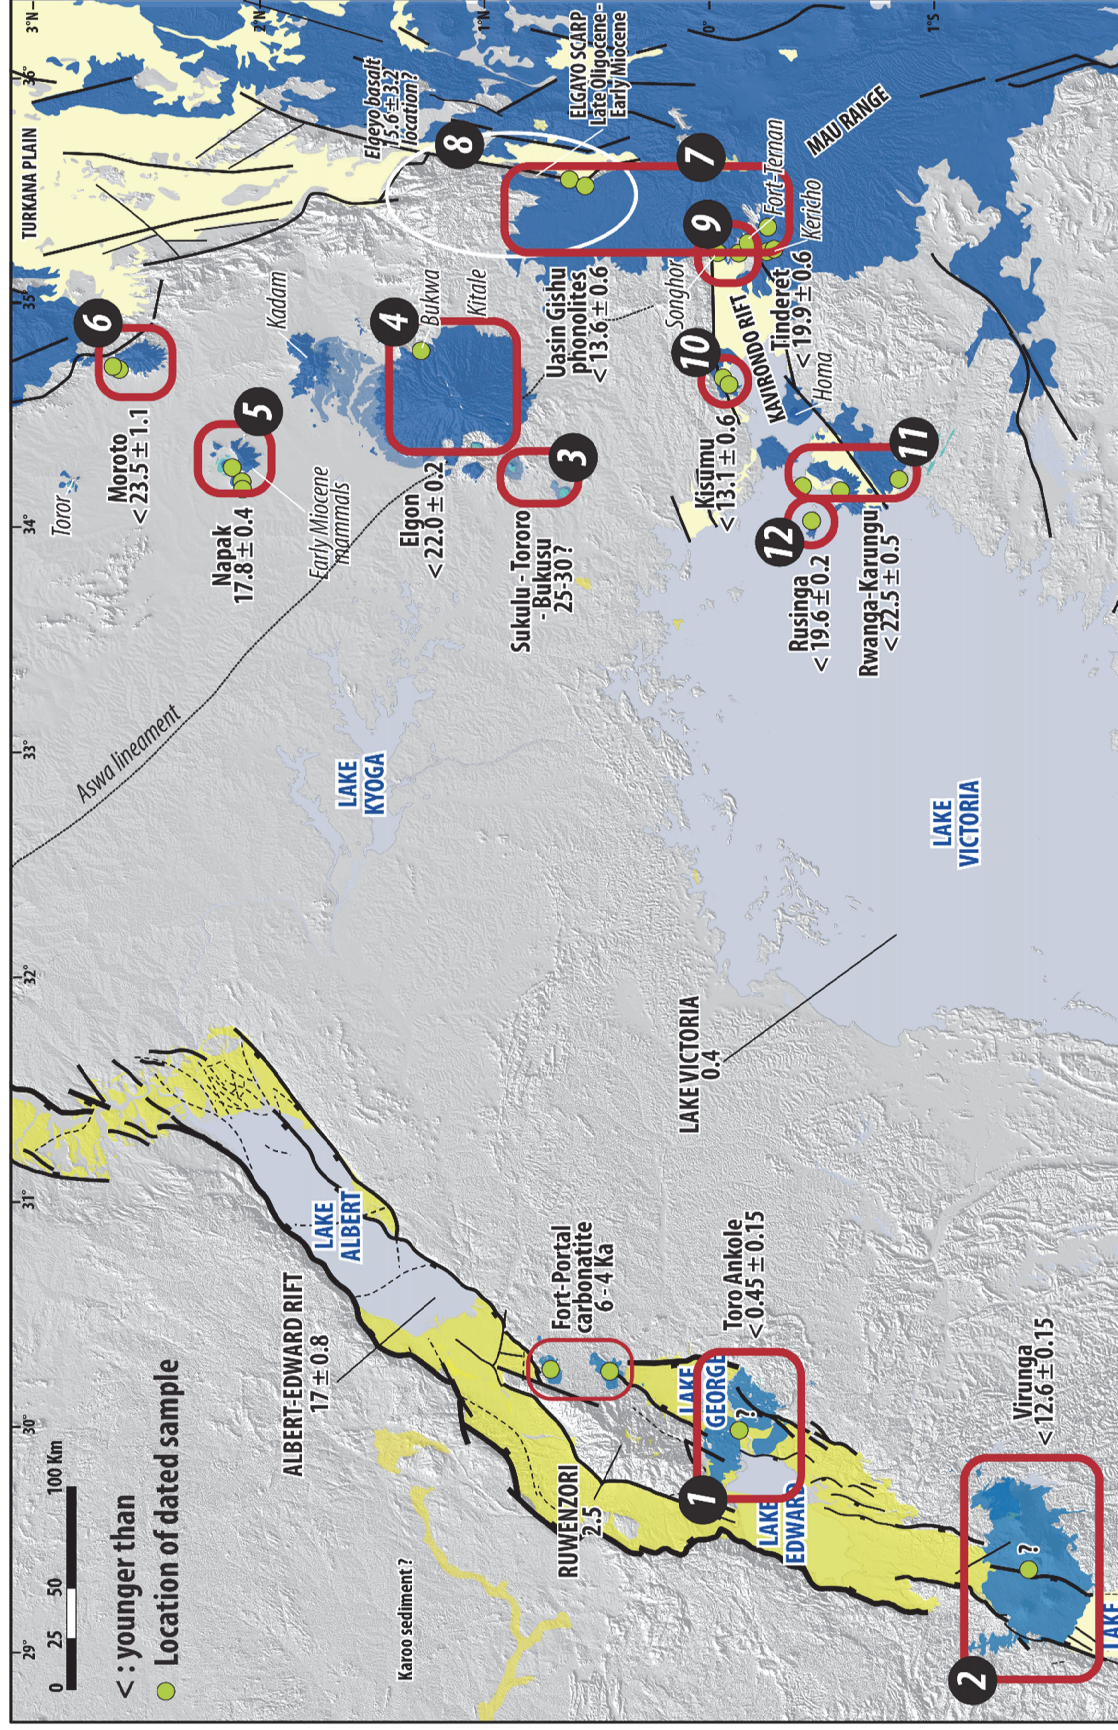 29°
30°
31°
32°
33°
34°
35°
36°
3°N
2°N
1°N
0°
1°S
0
25
50
100 Km
< : younger than
Location of dated sample
Karoo sediment?
ALBERT-EDWARD RIFT
17 ± 0.8
LAKE
ALBERT
RUWENZORI
2.5
Fort-Portal
carbonatite
6 - 4 Ka
LAKE
GEORGE
?
1
LAKE
EDWARD
Toro Ankole
< 0.45 ± 0.15
2
?
Virunga
< 12.6 ± 0.15
LAKE
Aswa lineament
LAKE
KYOGA
LAKE VICTORIA
0.4
LAKE
VICTORIA
Toror
Moroto
< 23.5 ± 1.1
6
TURKANA PLAIN
Napak
17.8 ± 0.4
5
Early Miocene
mammals
Kadam
Elgon
< 22.0 ± 0.2
4
Bukwa
Kitale
Sukulu - Tororo
- Bukusu
25-30 ?
3
Uasin Gishu
phonolites
< 13.6 ± 0.6
Elgeyo basalt
15.6 ± 3.2
location ?
8
ELGAYO SCARP
Late Oligocene -
Early Miocene
7
Songhor
9
Fort-Ternan
Kericho
MAU RANGE
Tinderet
< 19.9 ± 0.6
KAVIRONDO RIFT
10
Kisumu
< 13.1 ± 0.6
Homa
11
12
Rusinga
< 19.6 ± 0.2
Rwanga-Karungu
< 22.5 ± 0.5